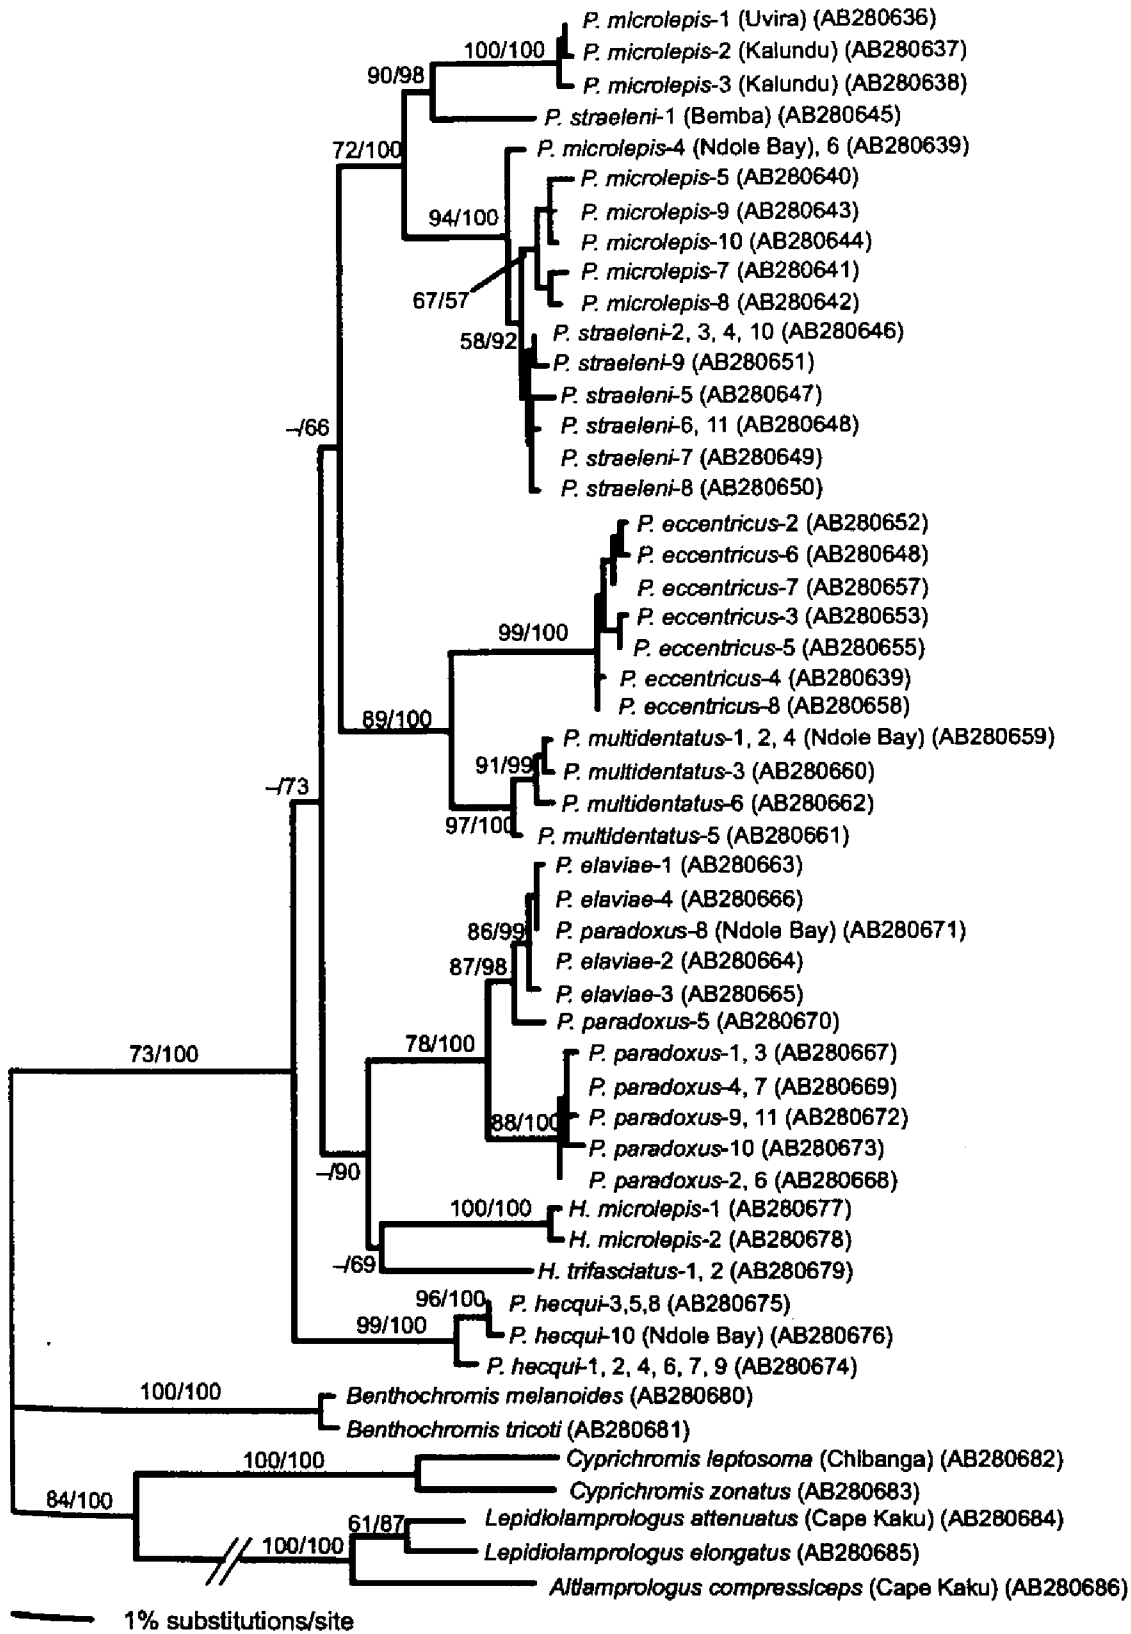 P. microlepis-1 (Uvira) (AB280636)
100/100
P. microlepis-2 (Kalundu) (AB280637)
90/98
P. microlepis-3 (Kalundu) (AB280638)
P. straeleni-1 (Bemba) (AB280645)
72/100
P. microlepis-4 (Ndole Bay), 6 (AB280639)
P. microlepis-5 (AB280640)
94/100
P. microlepis-9 (AB280643)
P. microlepis-10 (AB280644)
P. microlepis-7 (AB280641)
67/57
P. microlepis-8 (AB280642)
58/92
P. straeleni-2, 3, 4, 10 (AB280646)
P. straeleni-9 (AB280651)
P. straeleni-5 (AB280647)
–/66
P. straeleni-6, 11 (AB280648)
P. straeleni-7 (AB280649)
P. straeleni-8 (AB280650)
P. eccentricus-2 (AB280652)
P. eccentricus-6 (AB280648)
P. eccentricus-7 (AB280657)
P. eccentricus-3 (AB280653)
99/100
P. eccentricus-5 (AB280655)
P. eccentricus-4 (AB280639)
P. eccentricus-8 (AB280658)
89/100
P. multidentatus-1, 2, 4 (Ndole Bay) (AB280659)
91/99
P. multidentatus-3 (AB280660)
–/73
P. multidentatus-6 (AB280662)
97/100
P. multidentatus-5 (AB280661)
P. elaviae-1 (AB280663)
P. elaviae-4 (AB280666)
86/99
P. paradoxus-8 (Ndole Bay) (AB280671)
87/98
P. elaviae-2 (AB280664)
P. elaviae-3 (AB280665)
P. paradoxus-5 (AB280670)
73/100
78/100
P. paradoxus-1, 3 (AB280667)
P. paradoxus-4, 7 (AB280669)
88/100
P. paradoxus-9, 11 (AB280672)
P. paradoxus-10 (AB280673)
–/90
P. paradoxus-2, 6 (AB280668)
100/100
H. microlepis-1 (AB280677)
H. microlepis-2 (AB280678)
–/69
H. trifasciatus-1, 2 (AB280679)
96/100
P. hecqui-3,5,8 (AB280675)
99/100
P. hecqui-10 (Ndole Bay) (AB280676)
P. hecqui-1, 2, 4, 6, 7, 9 (AB280674)
100/100
Benthochromis melanoides (AB280680)
Benthochromis tricoti (AB280681)
100/100
Cyprichromis leptosoma (Chibanga) (AB280682)
Cyprichromis zonatus (AB280683)
84/100
61/87
Lepidiolamprologus attenuatus (Cape Kaku) (AB280684)
100/100
Lepidiolamprologus elongatus (AB280685)
Altlamprologus compressiceps (Cape Kaku) (AB280686)
1% substitutions/site